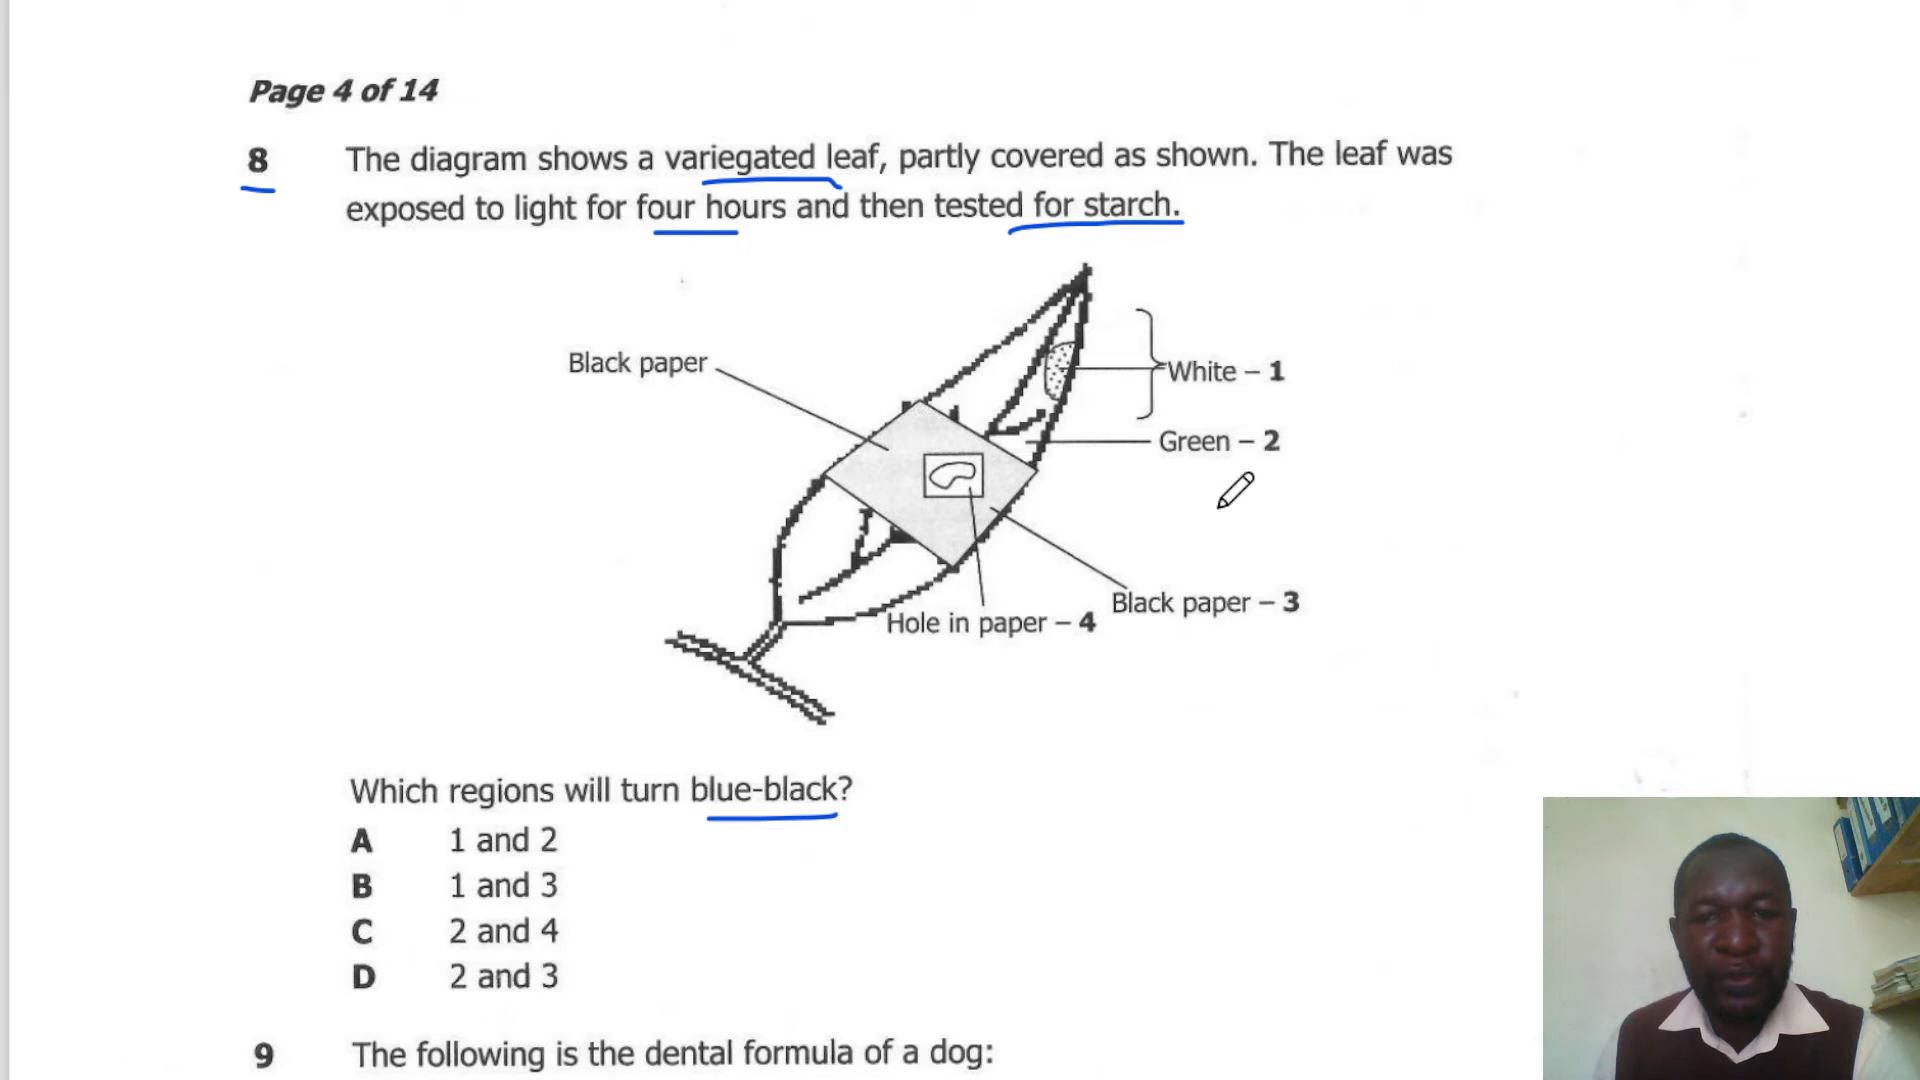 Page 4 of 14
8 The diagram shows a variegated leaf, partly covered as shown. The leaf was
exposed to light for four hours and then tested for starch.
Black paper
White – 1
Green – 2
Black paper – 3
Hole in paper – 4
Which regions will turn blue-black?
A 1 and 2
B 1 and 3
C 2 and 4
D 2 and 3
9 The following is the dental formula of a dog: